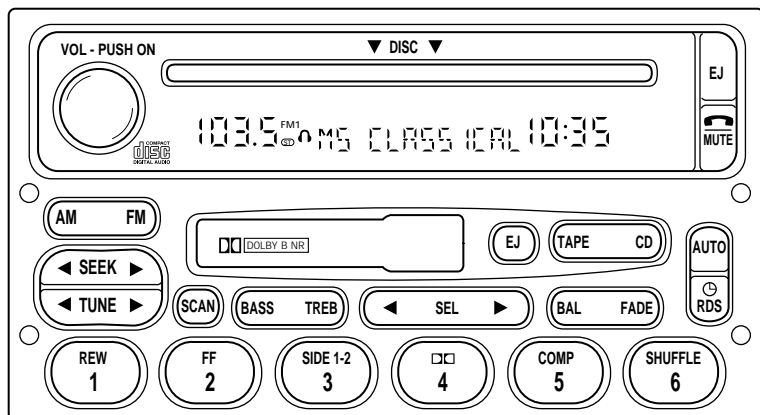 VOL - PUSH ON
▼ DISC ▼
EJ
103.5 FM1 ST MS CLASSICAL 10:35
MUTE
COMPACT
disc
DIGITAL AUDIO
AM FM
DOLBY B NR
EJ
TAPE CD
AUTO
◄ SEEK ►
◄ TUNE ►
SCAN
BASS TREB
◄ SEL ►
BAL FADE
RDS
REW
1
FF
2
SIDE 1-2
3
4
COMP
5
SHUFFLE
6